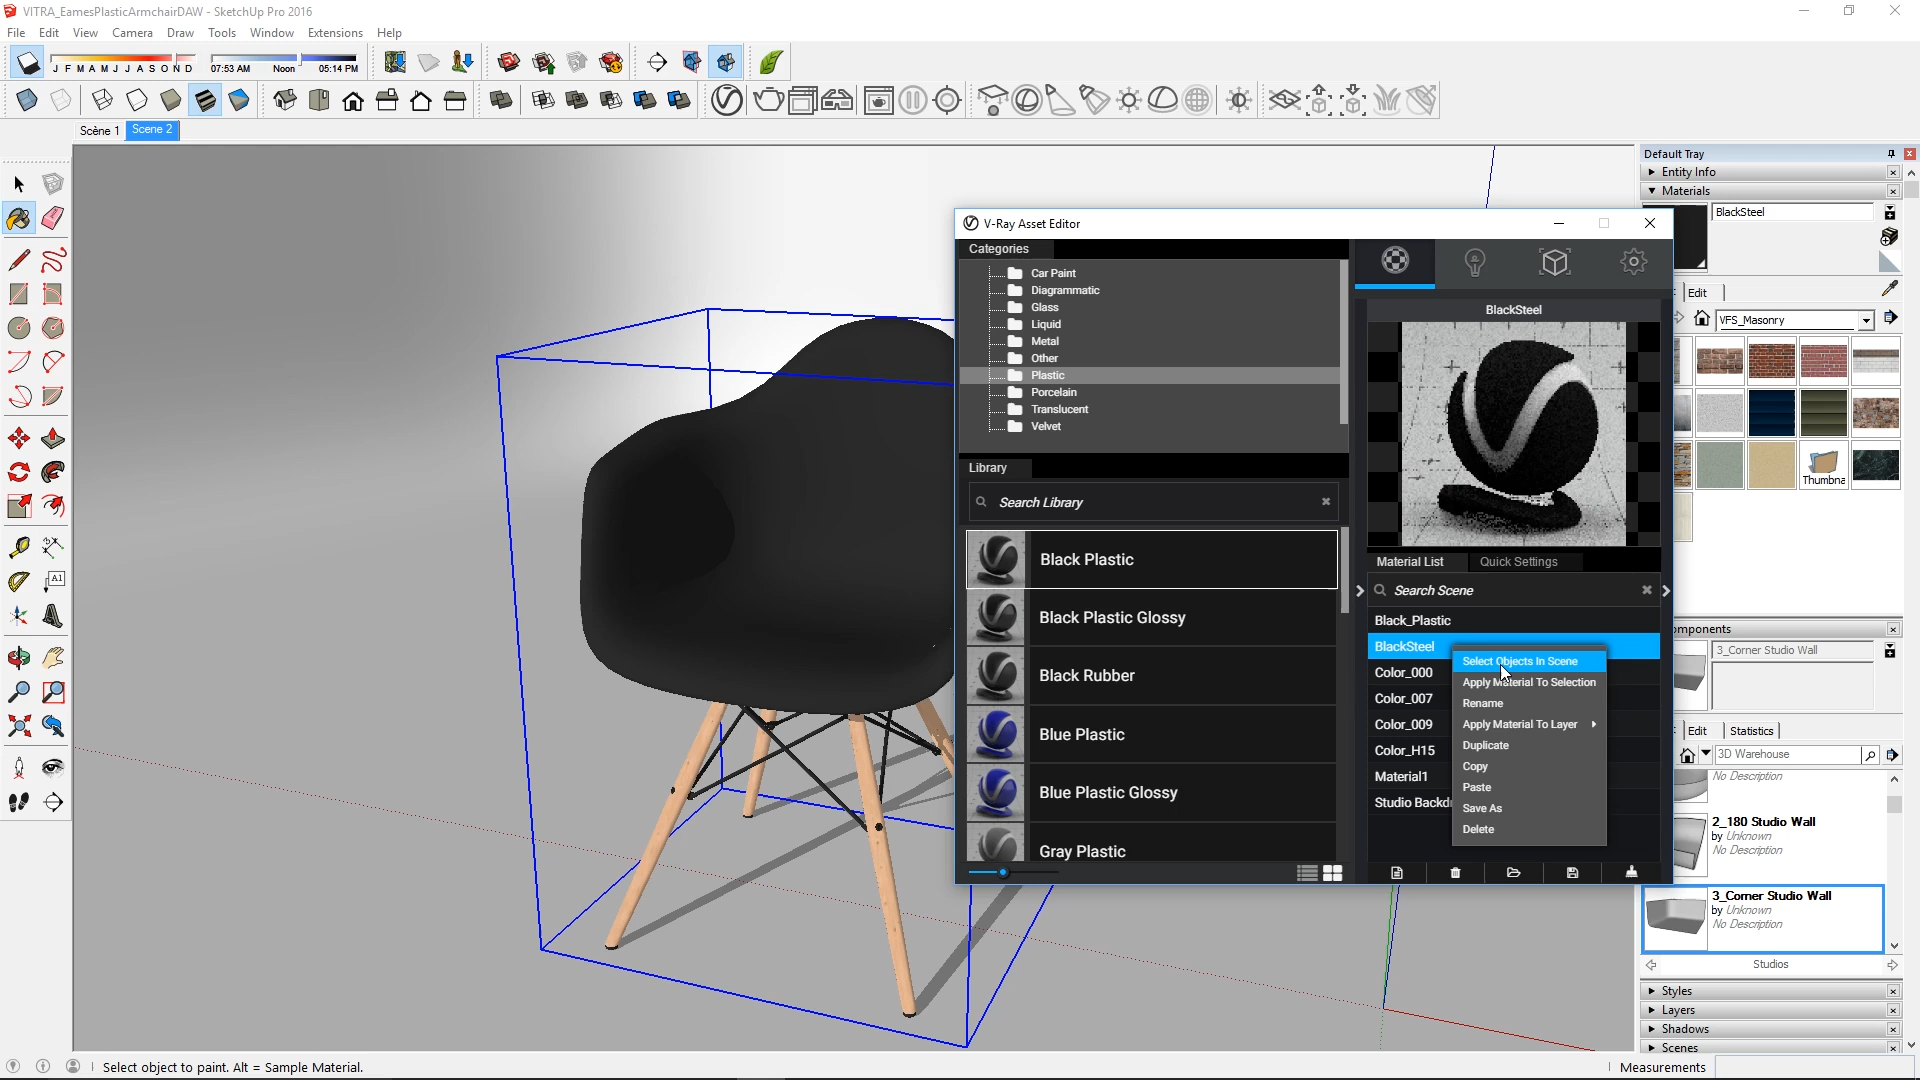 VITRA_EamesPlasticArmchairDAW - SketchUp Pro 2016
File Edit View Camera Draw Tools Window Extensions Help
J F M A M J J A S O N D 07:53 AM Noon 05:14 PM
Scène 1 Scene 2
Default Tray
Entity Info
Materials
BlackSteel
Edit
VFS_Masonry
Thumbna
V-Ray Asset Editor
Categories
Car Paint
Diagrammatic
Glass
Liquid
Metal
Other
Plastic
Porcelain
Translucent
Velvet
Library
Search Library
Black Plastic
Black Plastic Glossy
Black Rubber
Blue Plastic
Blue Plastic Glossy
Gray Plastic
BlackSteel
Material List Quick Settings
Search Scene
Black_Plastic
BlackSteel
Color_000
Color_007
Color_009
Color_H15
Material1
Studio Backdr
Select Objects In Scene
Apply Material To Selection
Rename
Apply Material To Layer
Duplicate
Copy
Paste
Save As
Delete
omponents
3_Corner Studio Wall
Edit Statistics
3D Warehouse
No Description
2_180 Studio Wall
by Unknown
No Description
3_Corner Studio Wall
by Unknown
No Description
Studios
Styles
Layers
Shadows
Scenes
A1
Select object to paint. Alt = Sample Material.
Measurements